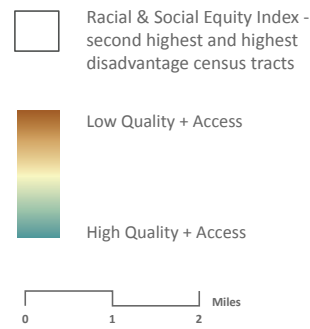 Racial & Social Equity Index -
second highest and highest
disadvantage census tracts
Low Quality + Access
High Quality + Access
Miles
0 1 2